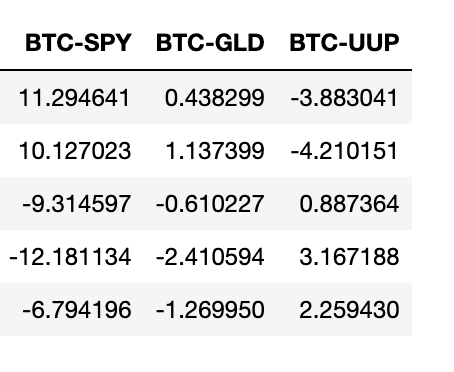 BTC-SPY BTC-GLD BTC-UUP
11.294641 0.438299 -3.883041
10.127023 1.137399 -4.210151
-9.314597 -0.610227 0.887364
-12.181134 -2.410594 3.167188
-6.794196 -1.269950 2.259430